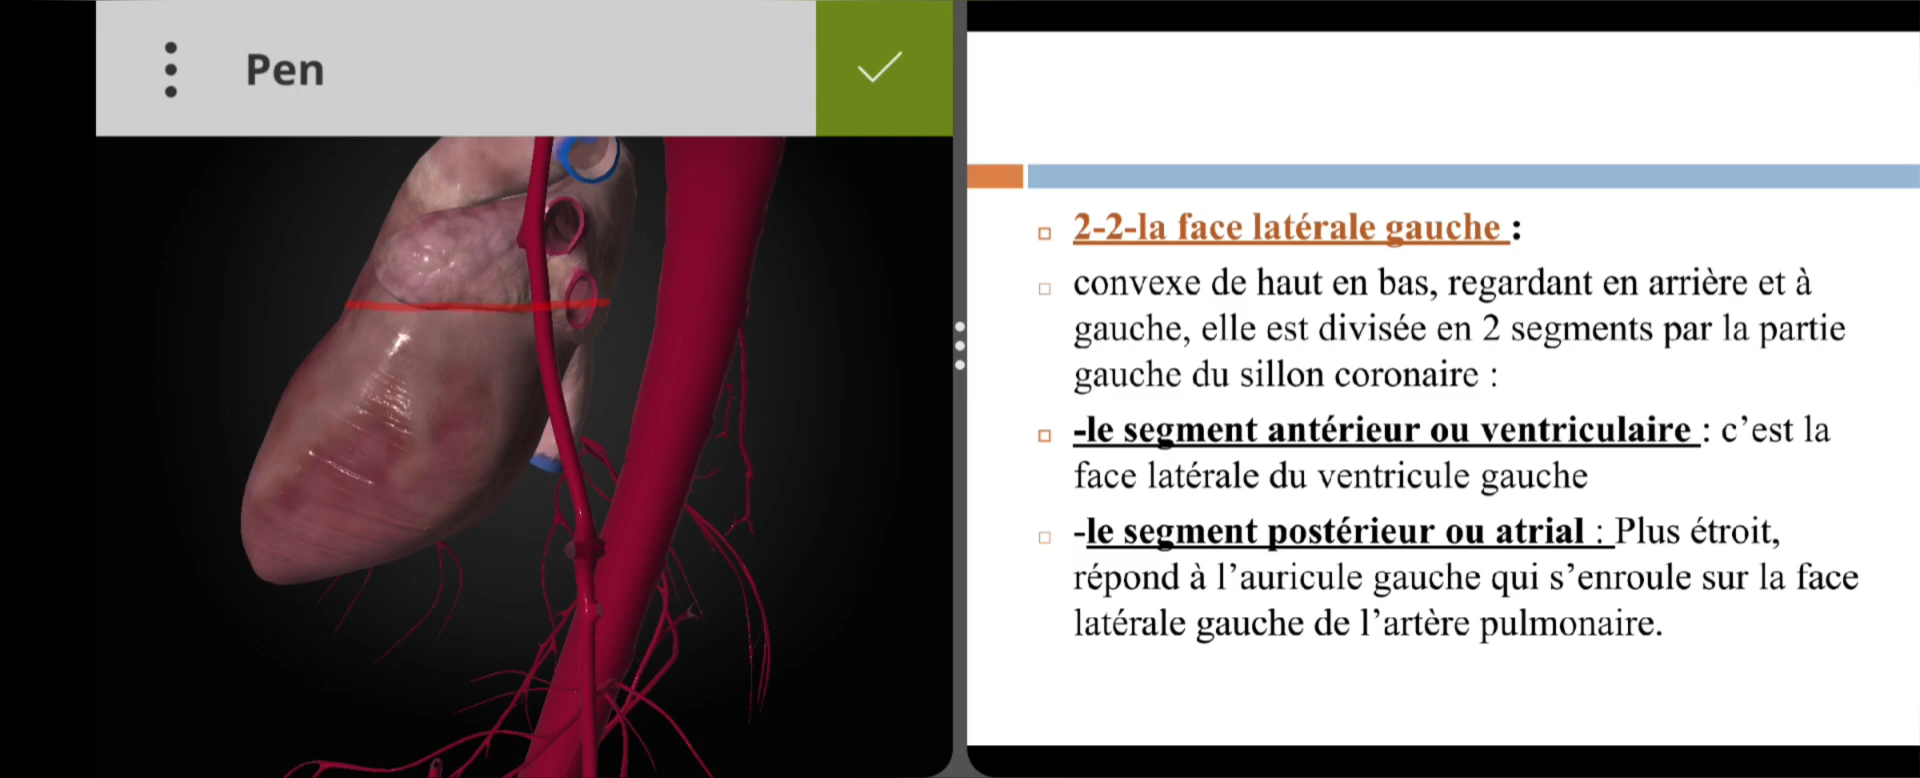 Pen
2-2-la face latérale gauche :
convexe de haut en bas, regardant en arrière et à
gauche, elle est divisée en 2 segments par la partie
gauche du sillon coronaire :
-le segment antérieur ou ventriculaire : c’est la
face latérale du ventricule gauche
-le segment postérieur ou atrial : Plus étroit,
répond à l’auricule gauche qui s’enroule sur la face
latérale gauche de l’artère pulmonaire.